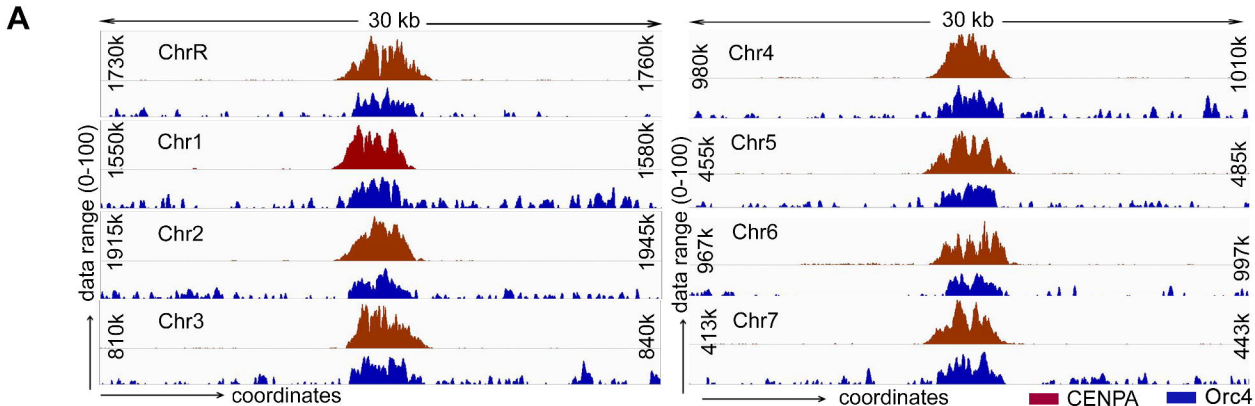 A
30 kb
30 kb
1730k
ChrR
1760k
1550k
Chr1
1580k
1915k
Chr2
1945k
810k
Chr3
840k
data range (0-100)
coordinates
980k
Chr4
1010k
455k
Chr5
485k
967k
Chr6
997k
413k
Chr7
443k
data range (0-100)
coordinates
CENPA
Orc4